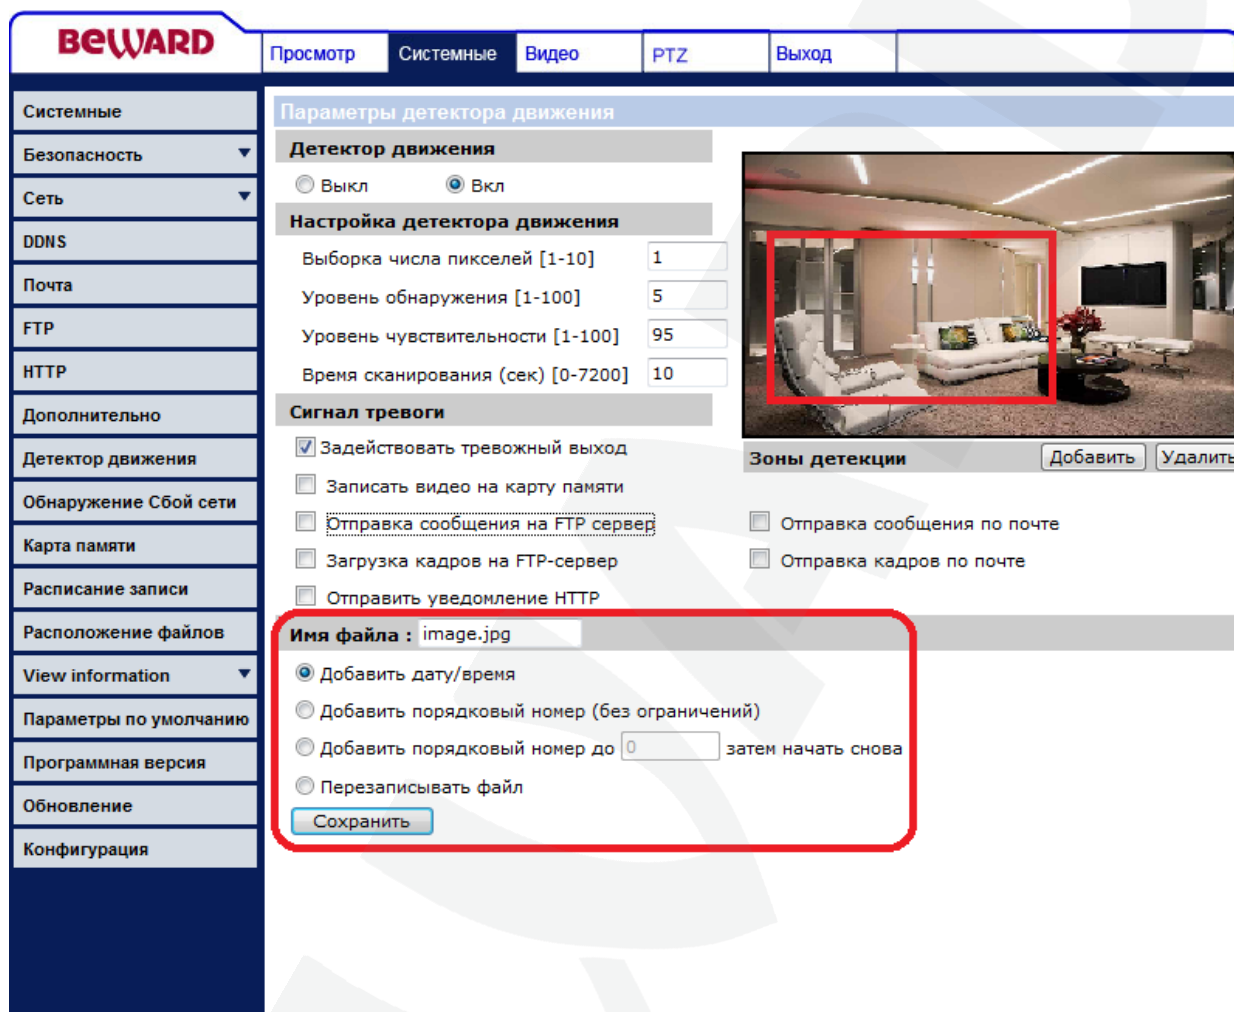 BEWARD
Просмотр Системные Видео PTZ Выход
Системные
Безопасность
Сеть
DDNS
Почта
FTP
HTTP
Дополнительно
Детектор движения
Обнаружение Сбой сети
Карта памяти
Расписание записи
Расположение файлов
View information
Параметры по умолчанию
Программная версия
Обновление
Конфигурация
Параметры детектора движения
Детектор движения
Выкл Вкл
Настройка детектора движения
Выборка числа пикселей [1-10] 1
Уровень обнаружения [1-100] 5
Уровень чувствительности [1-100] 95
Время сканирования (сек) [0-7200] 10
Сигнал тревоги
Зоны детекции Добавить Удалить
Задействовать тревожный выход
Записать видео на карту памяти
Отправка сообщения на FTP сервер Отправка сообщения по почте
Загрузка кадров на FTP-сервер Отправка кадров по почте
Отправить уведомление HTTP
Имя файла : image.jpg
Добавить дату/время
Добавить порядковый номер (без ограничений)
Добавить порядковый номер до 0 затем начать снова
Перезаписывать файл
Сохранить